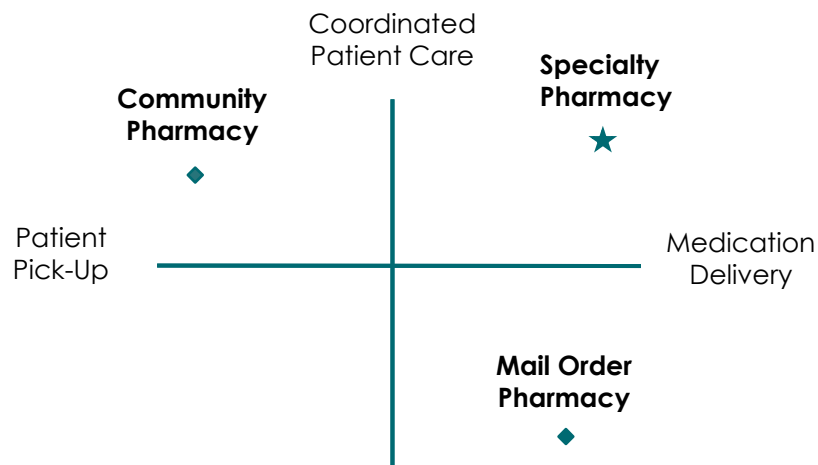 Coordinated
Patient Care
Specialty
Pharmacy
Community
Pharmacy
Patient
Pick-Up
Medication
Delivery
Mail Order
Pharmacy